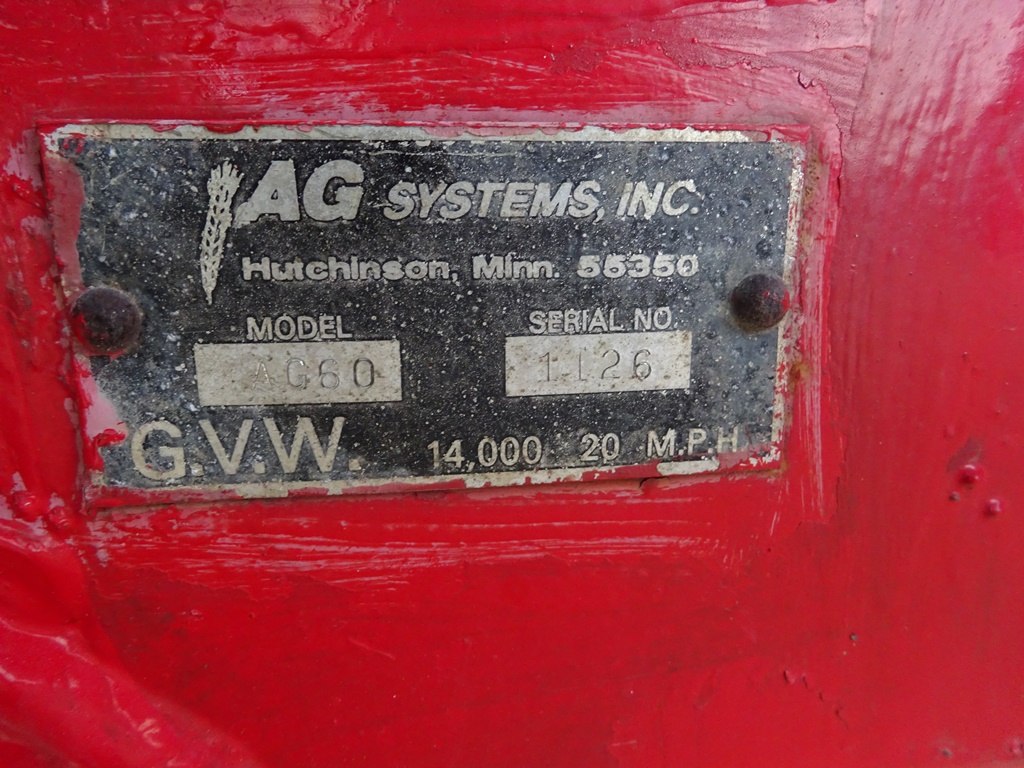 AG SYSTEMS, INC.
Hutchinson, Minn. 55350
MODEL SERIAL NO.
AG60 1126
G.V.W. 14,000 20 M.P.H.